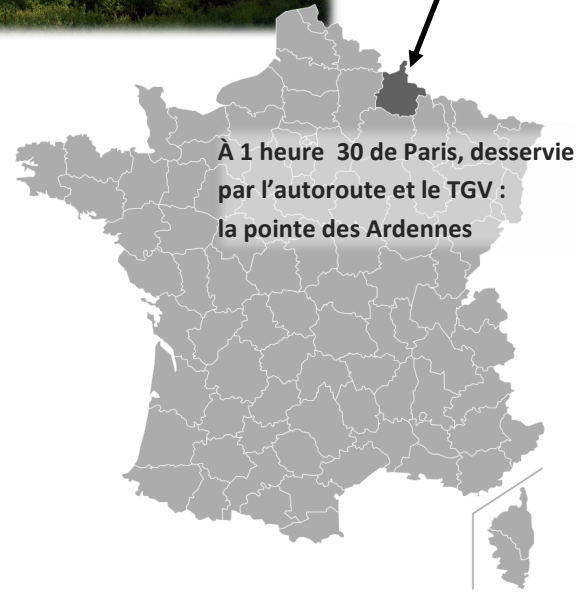 À 1 heure 30 de Paris, desservie
par l’autoroute et le TGV :
la pointe des Ardennes